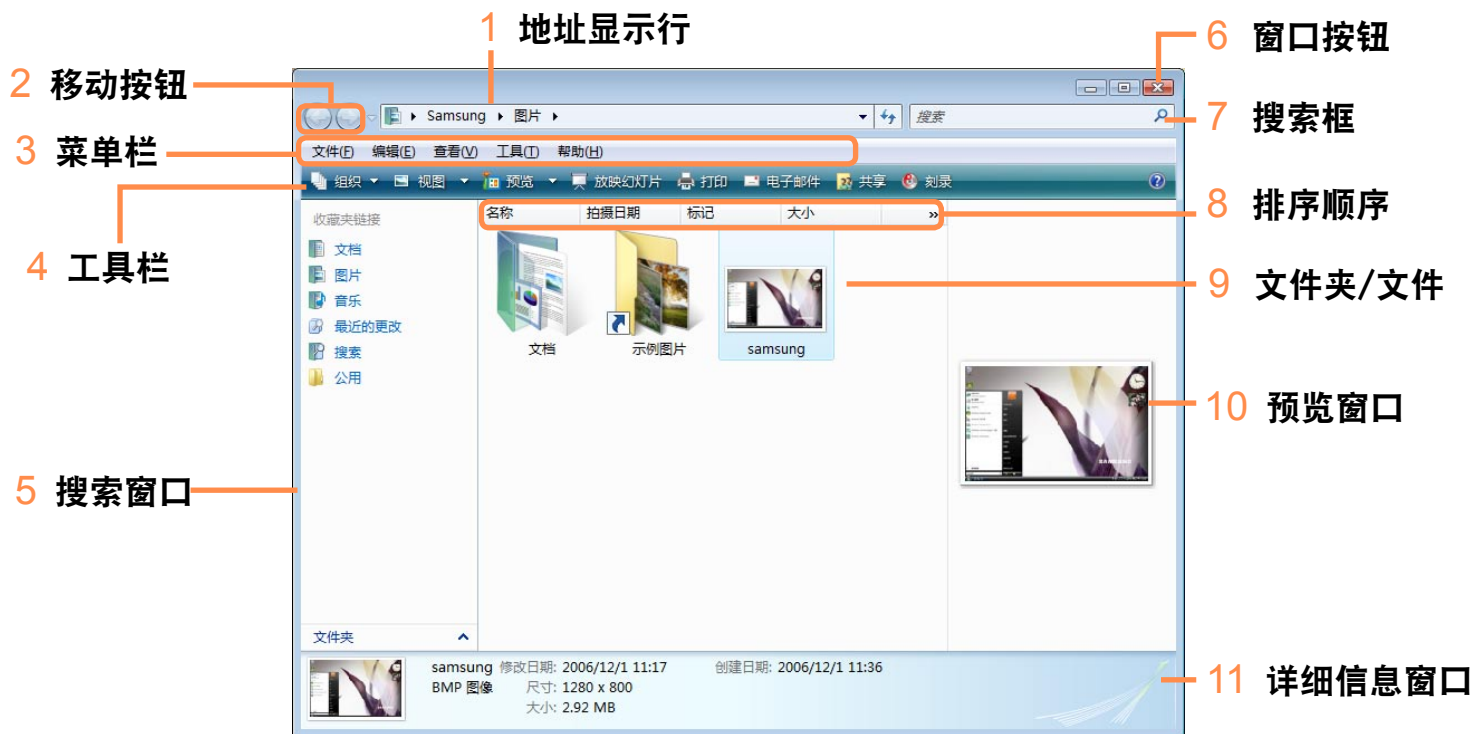 1 地址显示行
6 窗口按钮
2 移动按钮
Samsung 图片
搜索
7 搜索框
3 菜单栏
文件(F) 编辑(E) 查看(V) 工具(T) 帮助(H)
组织 视图 预览 放映幻灯片 打印 电子邮件 共享 刻录
收藏夹链接
名称 拍摄日期 标记 大小 »
8 排序顺序
4 工具栏
文档
图片
音乐
最近的更改
搜索
公用
9 文件夹/文件
文档 示例图片 samsung
10 预览窗口
5 搜索窗口
文件夹
samsung 修改日期: 2006/12/1 11:17 创建日期: 2006/12/1 11:36
BMP 图像 尺寸: 1280 x 800
大小: 2.92 MB
11 详细信息窗口